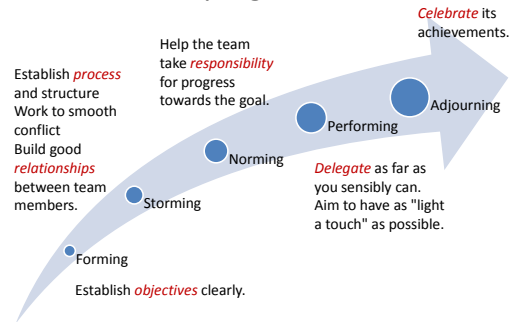 Celebrate its
achievements.
Help the team
take responsibility
for progress
towards the goal.
Establish process
and structure
Work to smooth
conflict
Build good
relationships
between team
members.
Adjourning
Performing
Norming
Delegate as far as
you sensibly can.
Aim to have as "light
a touch" as possible.
Storming
Forming
Establish objectives clearly.